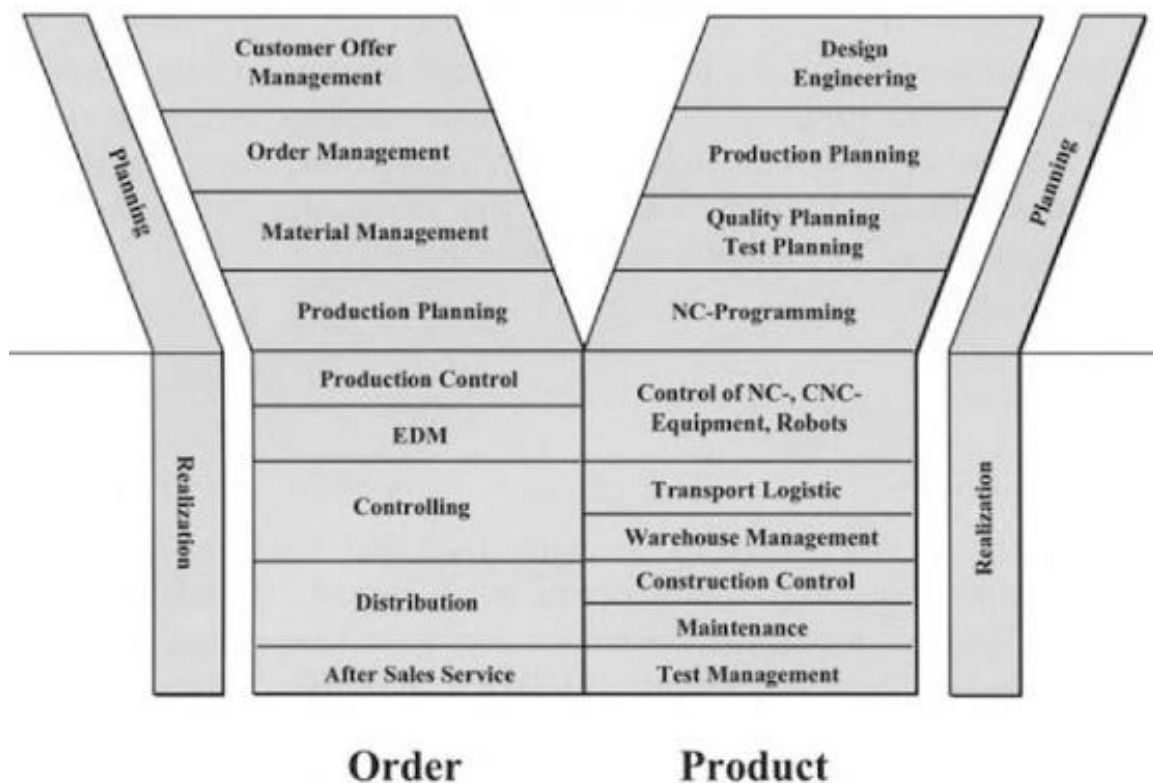 Planning
Customer Offer
Management
Order Management
Material Management
Production Planning
Design
Engineering
Production Planning
Quality Planning
Test Planning
NC-Programming
Planning
Realization
Production Control
EDM
Controlling
Distribution
After Sales Service
Control of NC-, CNC-
Equipment, Robots
Transport Logistic
Warehouse Management
Construction Control
Maintenance
Test Management
Realization
Order
Product